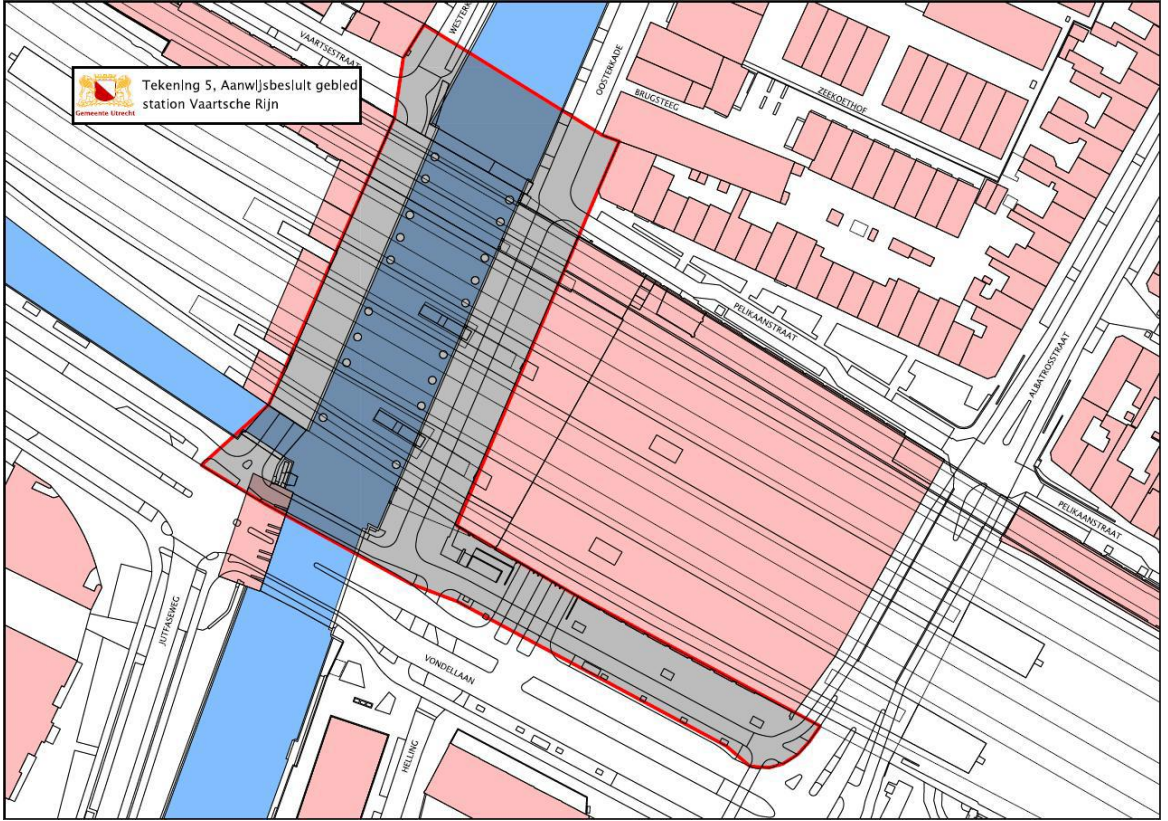 VAARTSESTRAAT
WESTERK
OOSTERKADE
Tekening 5, Aanwijsbesluit gebied
station Vaartsche Rijn
Gemeente Utrecht
BRUGSTEEG
ZEEKOETHOF
PELIKAANSTRAAT
ALBATROSSTRAAT
PELIKAANSTRAAT
JUTFASEWEG
VONDELLAAN
HELLING